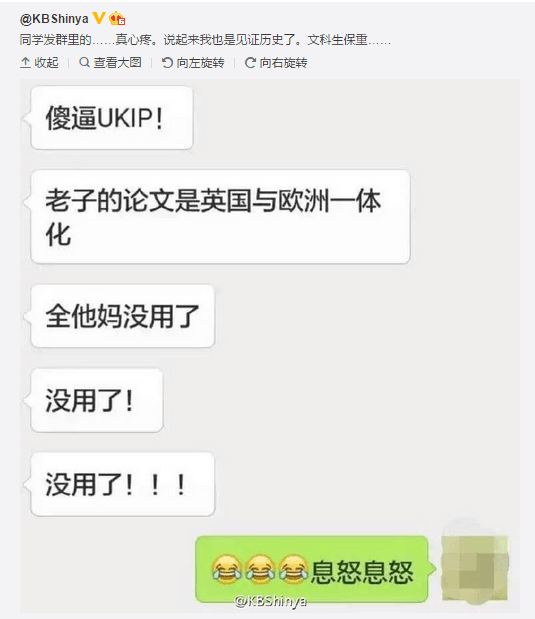 @KBShinya
同学发群里的……真心疼。说起来我也是见证历史了。文科生保重……
收起 查看大图 向左旋转 向右旋转
傻逼UKIP！
老子的论文是英国与欧洲一体
化
全他妈没用了
没用了！
没用了！！！
😂😂😂息怒息怒
@KBShinya